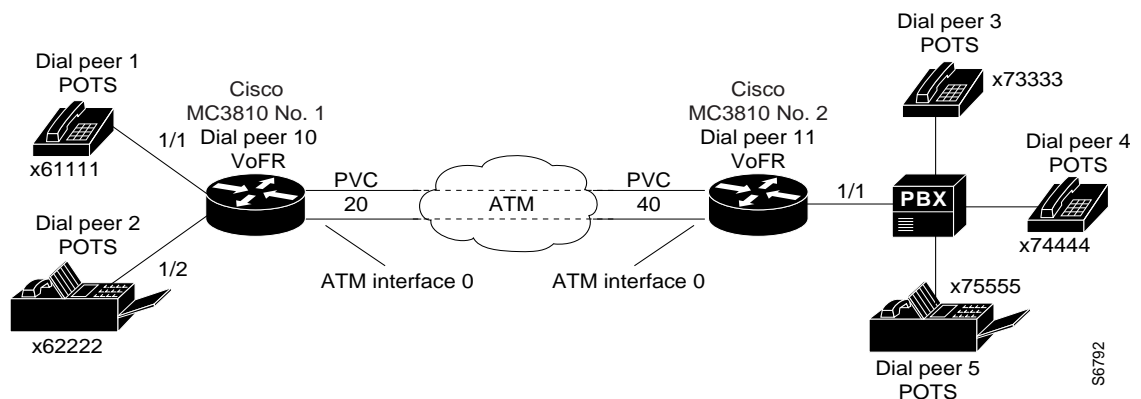 Dial peer 1
POTS
x61111
1/1
Dial peer 2
POTS
1/2
x62222
Cisco
MC3810 No. 1
Dial peer 10
VoFR
PVC
20
ATM interface 0
ATM
PVC
40
ATM interface 0
Cisco
MC3810 No. 2
Dial peer 11
VoFR
1/1
PBX
Dial peer 3
POTS
x73333
Dial peer 4
POTS
x74444
x75555
Dial peer 5
POTS
S6792